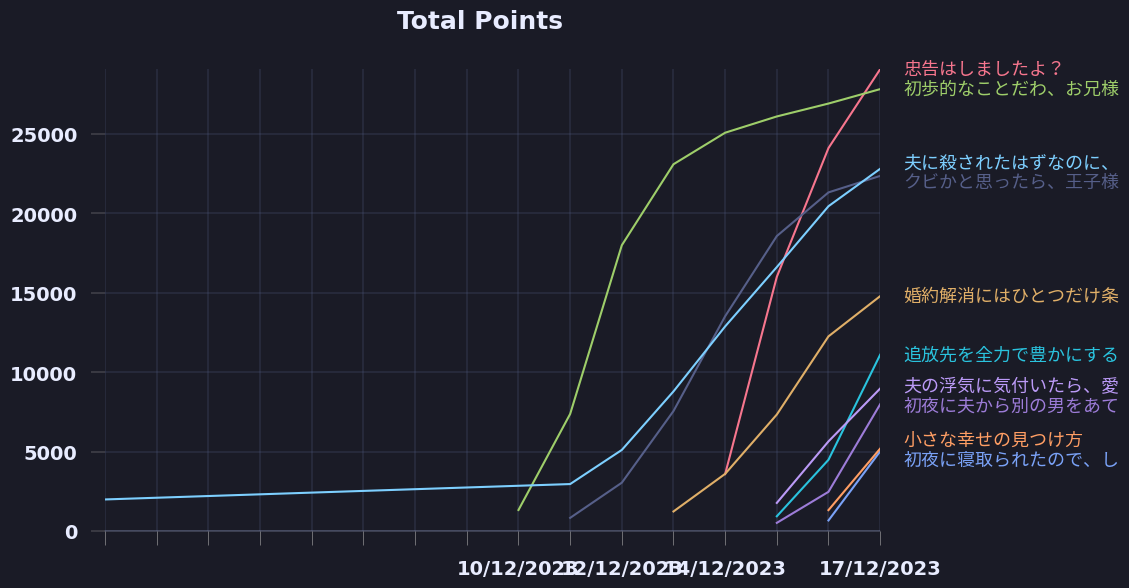 Total Points
忠告はしましたよ？
初歩的なことだわ、お兄様
25000
夫に殺されたはずなのに、
クビかと思ったら、王子様
20000
15000
婚約解消にはひとつだけ条
10000
追放先を全力で豊かにする
夫の浮気に気付いたら、愛
初夜に夫から別の男をあて
5000
小さな幸せの見つけ方
初夜に寝取られたので、し
0
10/12/2023
12/12/2023
14/12/2023
17/12/2023